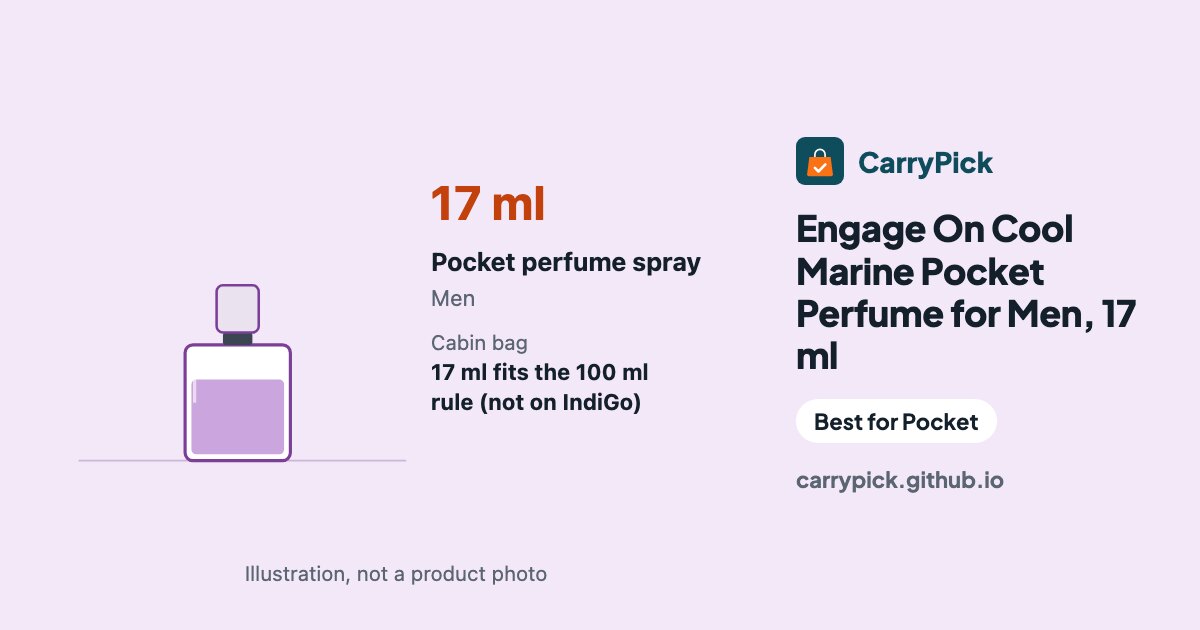 17 ml
Pocket perfume spray
Men
Cabin bag
17 ml fits the 100 ml
rule (not on IndiGo)
Illustration, not a product photo
CarryPick
Engage On Cool
Marine Pocket
Perfume for Men, 17
ml
Best for Pocket
carrypick.github.io